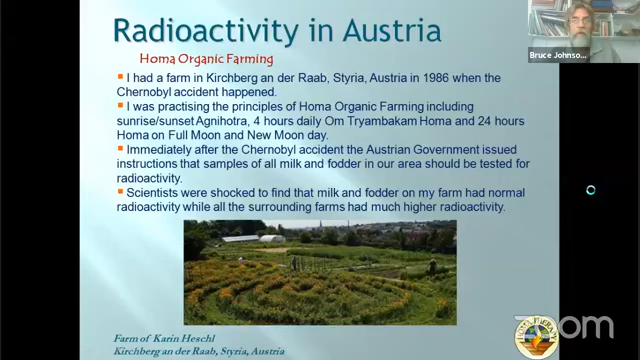 Radioactivity in Austria
Homa Organic Farming
I had a farm in Kirchberg an der Raab, Styria, Austria in 1986 when the
Chernobyl accident happened.
I was practising the principles of Homa Organic Farming including
sunrise/sunset Agnihotra, 4 hours daily Om Tryambakam Homa and 24 hours
Homa on Full Moon and New Moon day.
Immediately after the Chernobyl accident the Austrian Government issued
instructions that samples of all milk and fodder in our area should be tested for
radioactivity.
Scientists were shocked to find that milk and fodder on my farm had normal
radioactivity while all the surrounding farms had much higher radioactivity.
Farm of Karin Heschl
Kirchberg an der Raab, Styria, Austria
Bruce Johnso...
zoom
HOMA THERAPY